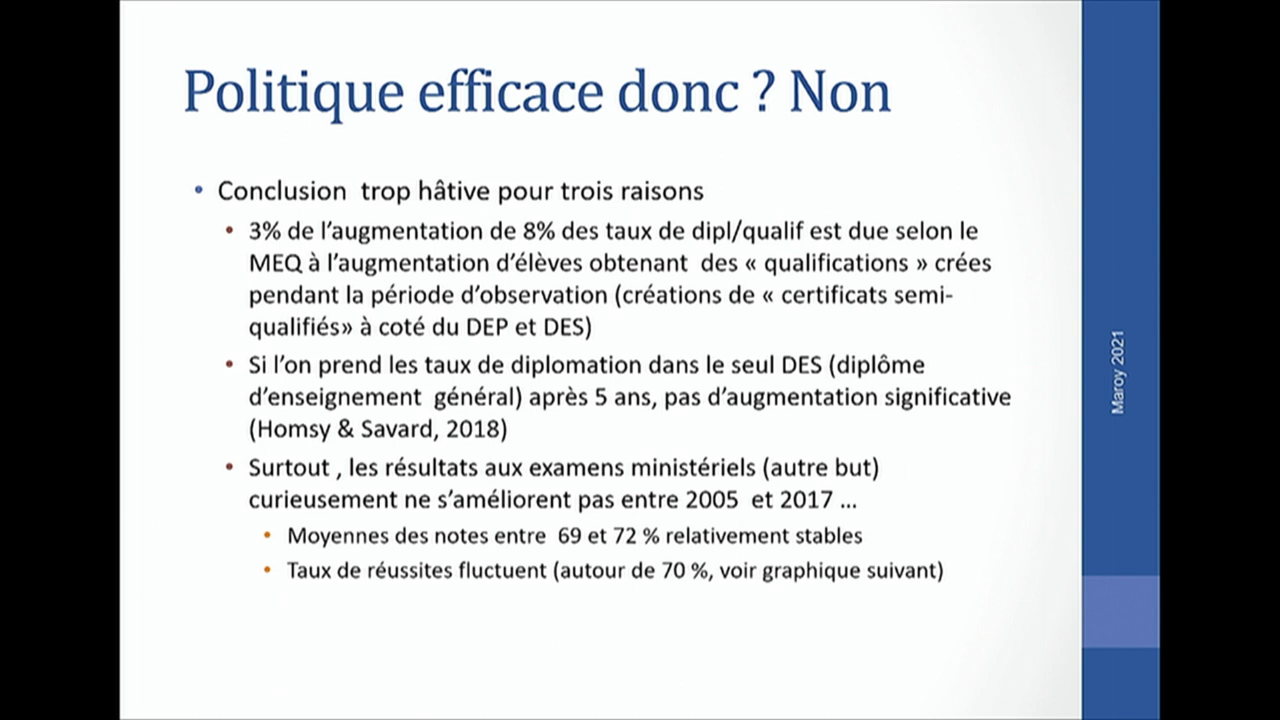 Politique efficace donc ? Non
• Conclusion trop hâtive pour trois raisons
• 3% de l’augmentation de 8% des taux de dipl/qualif est due selon le
MEQ à l’augmentation d’élèves obtenant des « qualifications » crées
pendant la période d’observation (créations de « certificats semi-
qualifiés» à coté du DEP et DES)
• Si l’on prend les taux de diplomation dans le seul DES (diplôme
d’enseignement général) après 5 ans, pas d’augmentation significative
(Homsy & Savard, 2018)
• Surtout , les résultats aux examens ministériels (autre but)
curieusement ne s’améliorent pas entre 2005 et 2017 …
• Moyennes des notes entre 69 et 72 % relativement stables
• Taux de réussites fluctuent (autour de 70 %, voir graphique suivant)
Maroy 2021